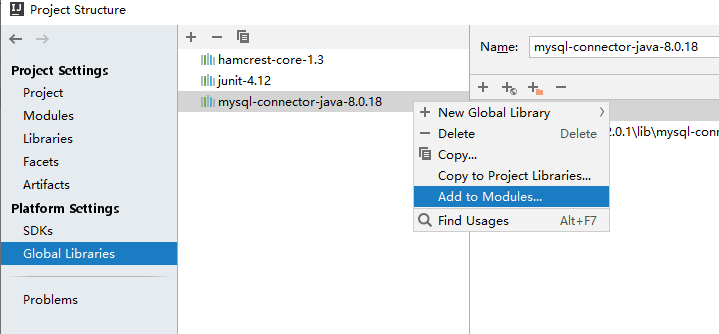 Project Structure
Project Settings
Project
Modules
Libraries
Facets
Artifacts
Platform Settings
SDKs
Global Libraries
Problems
hamcrest-core-1.3
junit-4.12
mysql-connector-java-8.0.18
Name: mysql-connector-java-8.0.18
2.0.1\lib\mysql-conn
New Global Library
Delete Delete
Copy...
Copy to Project Libraries...
Add to Modules...
Find Usages Alt+F7